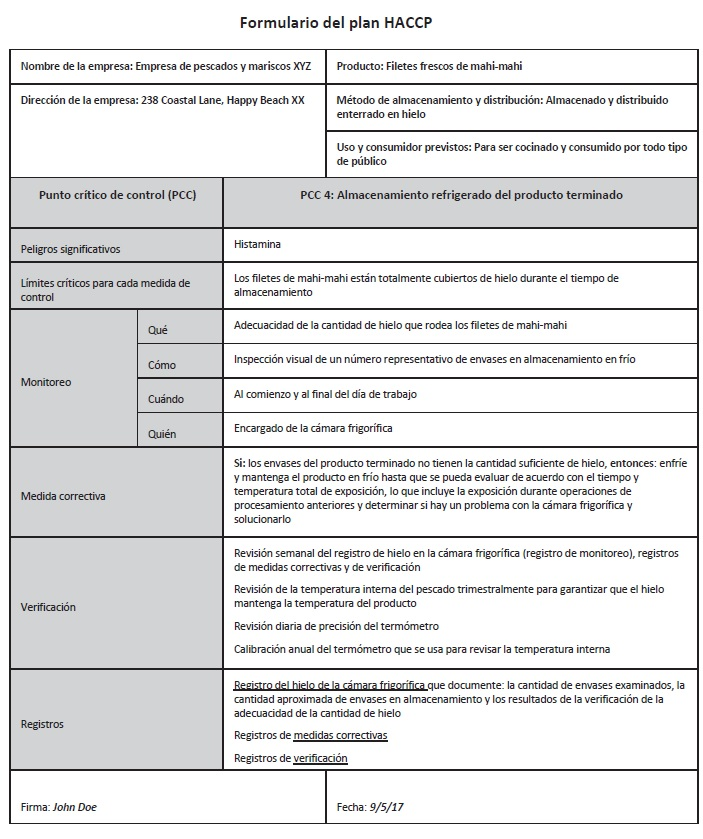 Formulario del plan HACCP
Nombre de la empresa: Empresa de pescados y mariscos XYZ
Producto: Filetes frescos de mahi-mahi
Dirección de la empresa: 238 Coastal Lane, Happy Beach XX
Método de almacenamiento y distribución: Almacenado y distribuido
enterrado en hielo
Uso y consumidor previstos: Para ser cocinado y consumido por todo tipo
de público
Punto crítico de control (PCC)
PCC 4: Almacenamiento refrigerado del producto terminado
Peligros significativos
Histamina
Límites críticos para cada medida de
control
Los filetes de mahi-mahi están totalmente cubiertos de hielo durante el tiempo de
almacenamiento
Monitoreo
Qué
Adecuacidad de la cantidad de hielo que rodea los filetes de mahi-mahi
Cómo
Inspección visual de un número representativo de envases en almacenamiento en frío
Cuándo
Al comienzo y al final del día de trabajo
Quién
Encargado de la cámara frigorífica
Medida correctiva
Si: los envases del producto terminado no tienen la cantidad suficiente de hielo, entonces: enfríe
y mantenga el producto en frío hasta que se pueda evaluar de acuerdo con el tiempo y
temperatura total de exposición, lo que incluye la exposición durante operaciones de
procesamiento anteriores y determinar si hay un problema con la cámara frigorífica y
solucionarlo
Verificación
Revisión semanal del registro de hielo en la cámara frigorífica (registro de monitoreo), registros
de medidas correctivas y de verificación
Revisión de la temperatura interna del pescado trimestralmente para garantizar que el hielo
mantenga la temperatura del producto
Revisión diaria de precisión del termómetro
Calibración anual del termómetro que se usa para revisar la temperatura interna
Registros
Registro del hielo de la cámara frigorífica que documente: la cantidad de envases examinados, la
cantidad aproximada de envases en almacenamiento y los resultados de la verificación de la
adecuacidad de la cantidad de hielo
Registros de medidas correctivas
Registros de verificación
Firma: John Doe
Fecha: 9/5/17